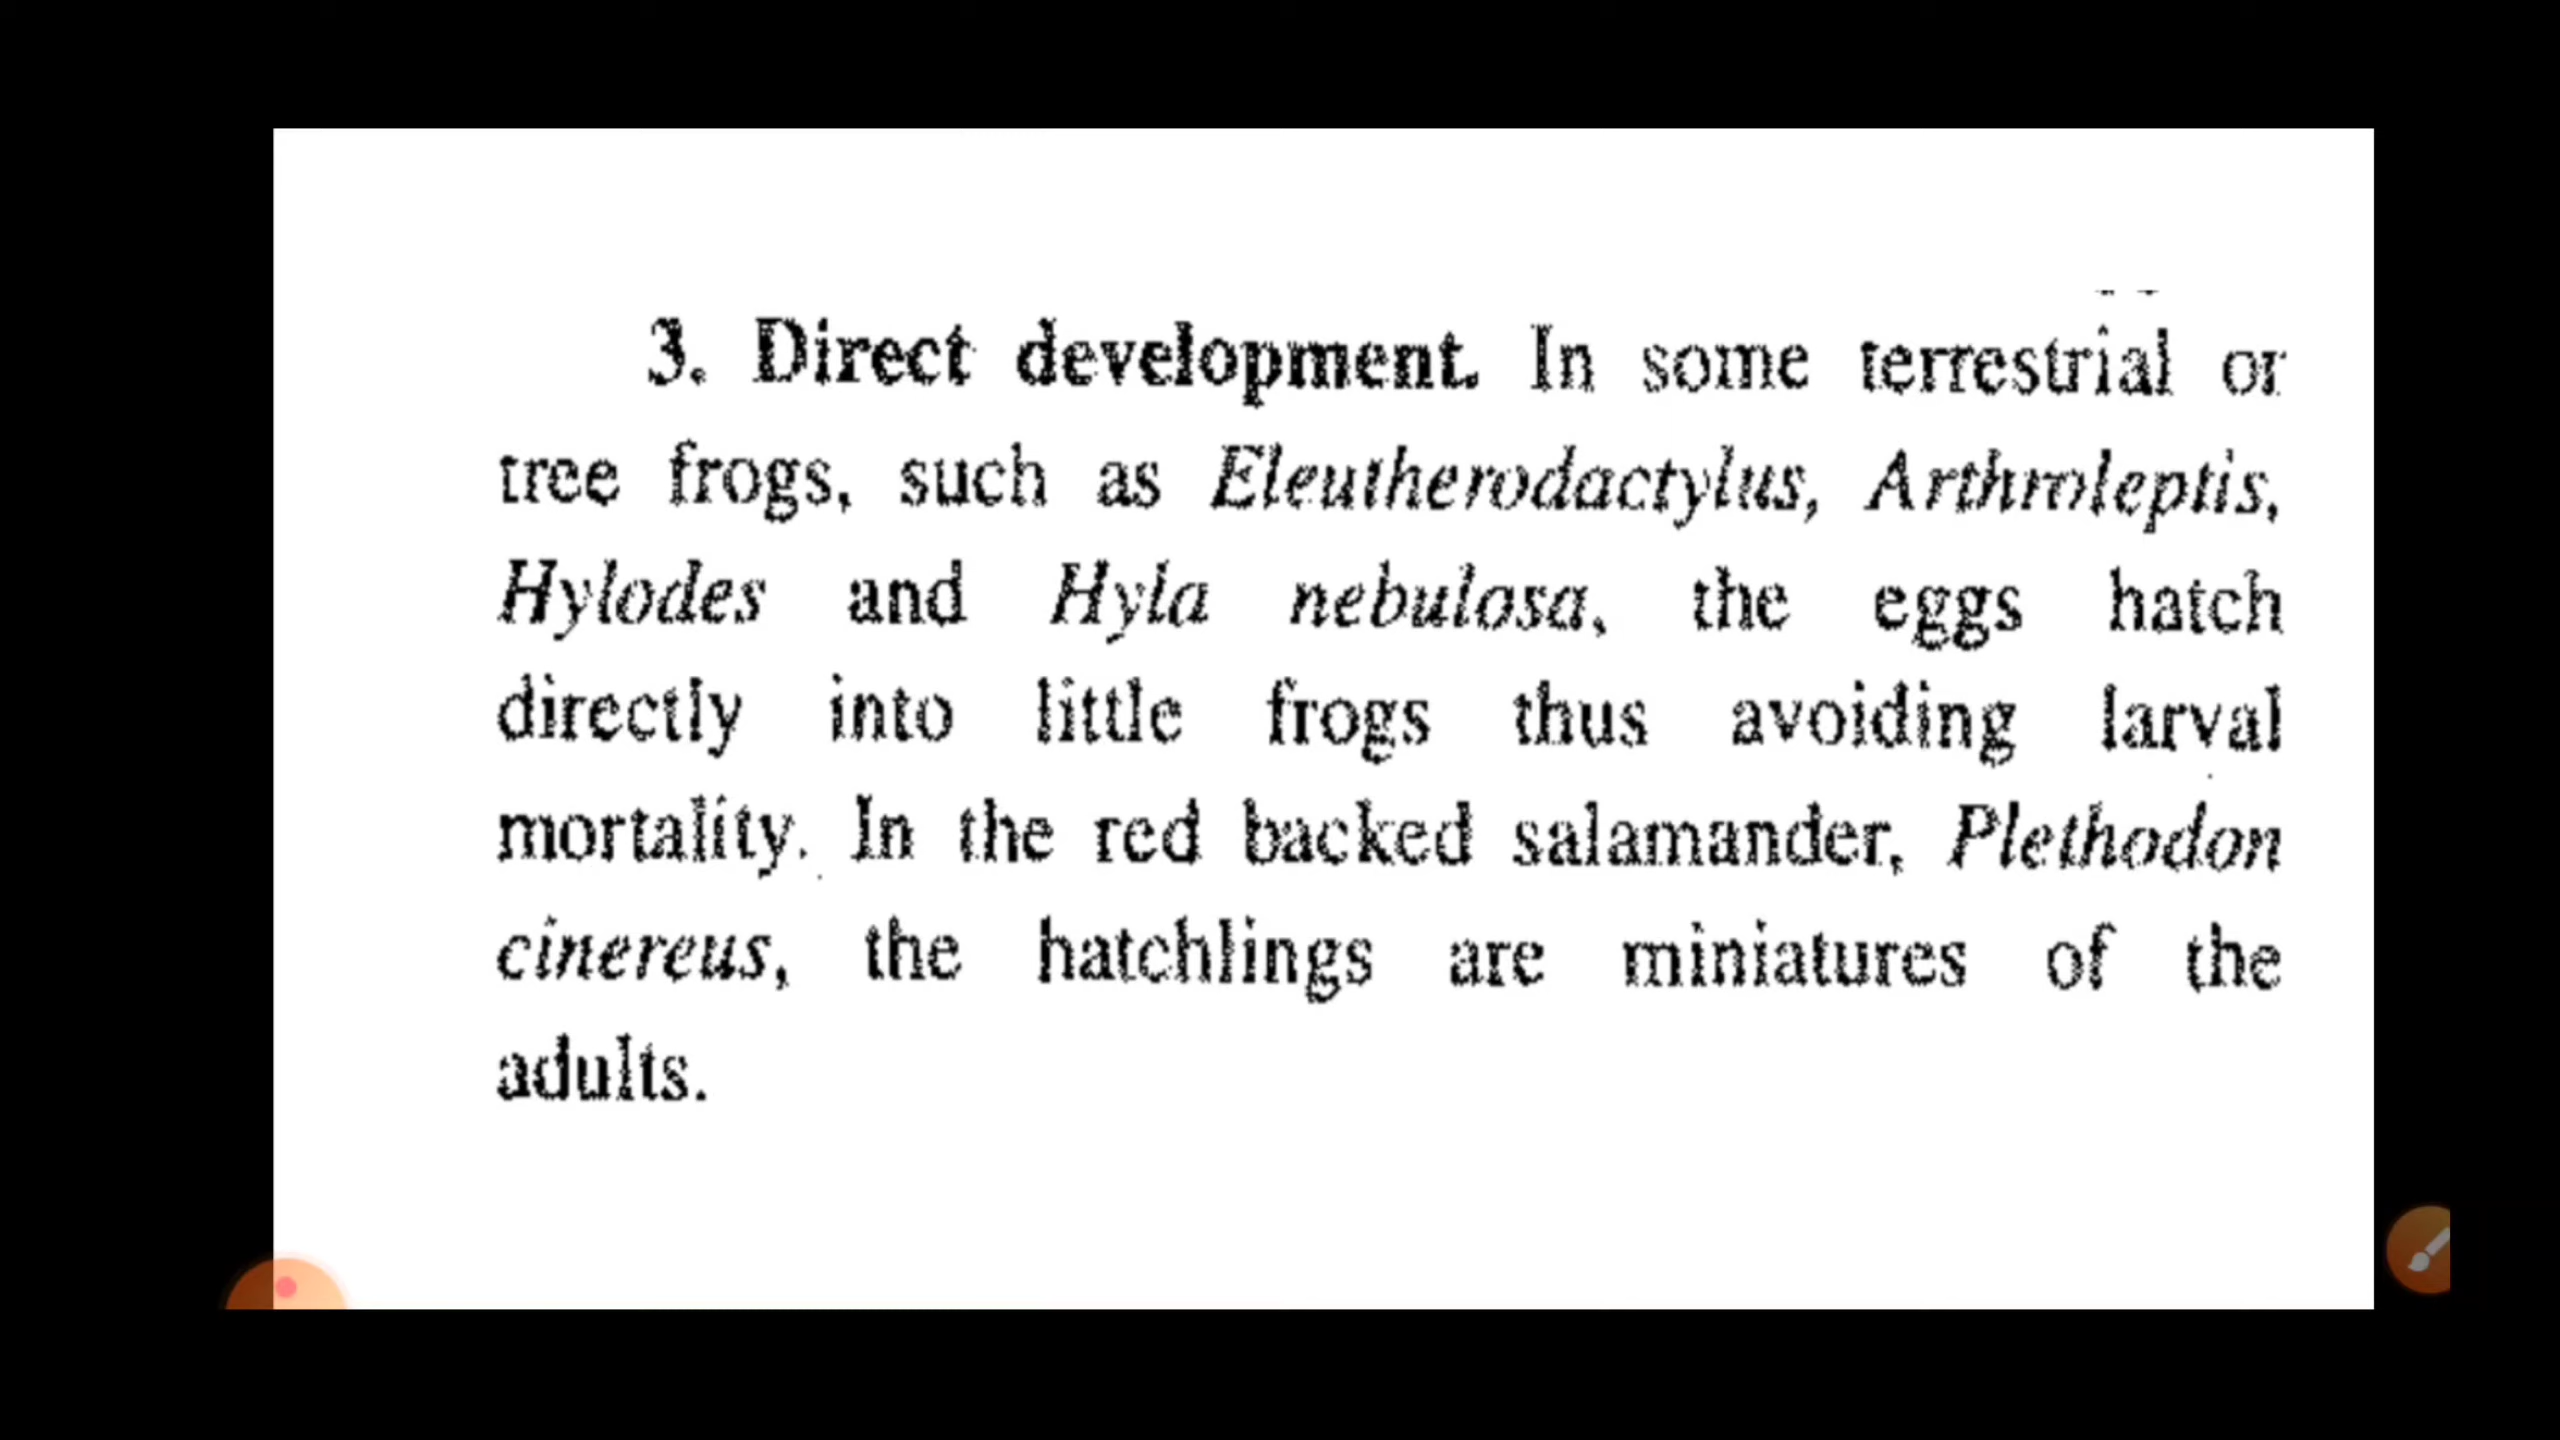 3. Direct development. In some terrestrial or
tree frogs, such as Eleutherodactylus, Arthroleptis,
Hylodes and Hyla nebulosa, the eggs hatch
directly into little frogs thus avoiding larval
mortality. In the red backed salamander, Plethodon
cinereus, the hatchlings are miniatures of the
adults.